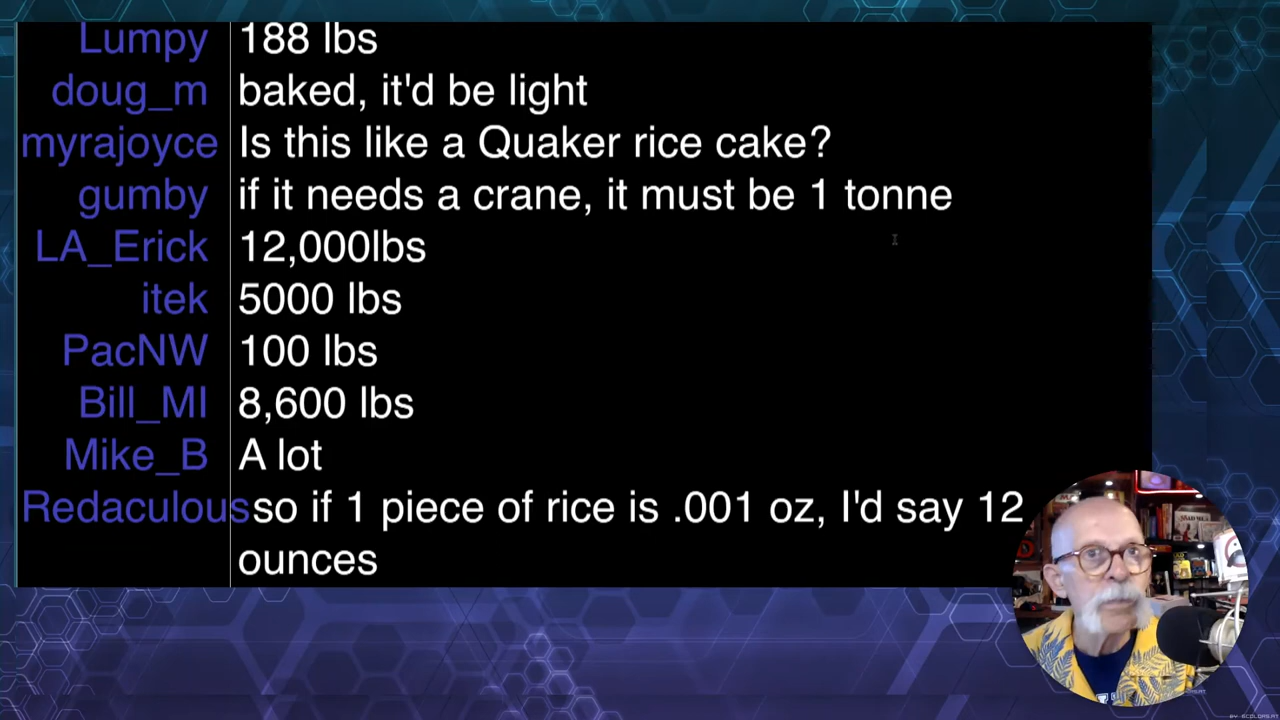 Lumpy 188 lbs
doug_m baked, it'd be light
myrajoyce Is this like a Quaker rice cake?
gumby if it needs a crane, it must be 1 tonne
LA_Erick 12,000lbs
itek 5000 lbs
PacNW 100 lbs
Bill_MI 8,600 lbs
Mike_B A lot
Redaculous so if 1 piece of rice is .001 oz, I'd say 12
ounces